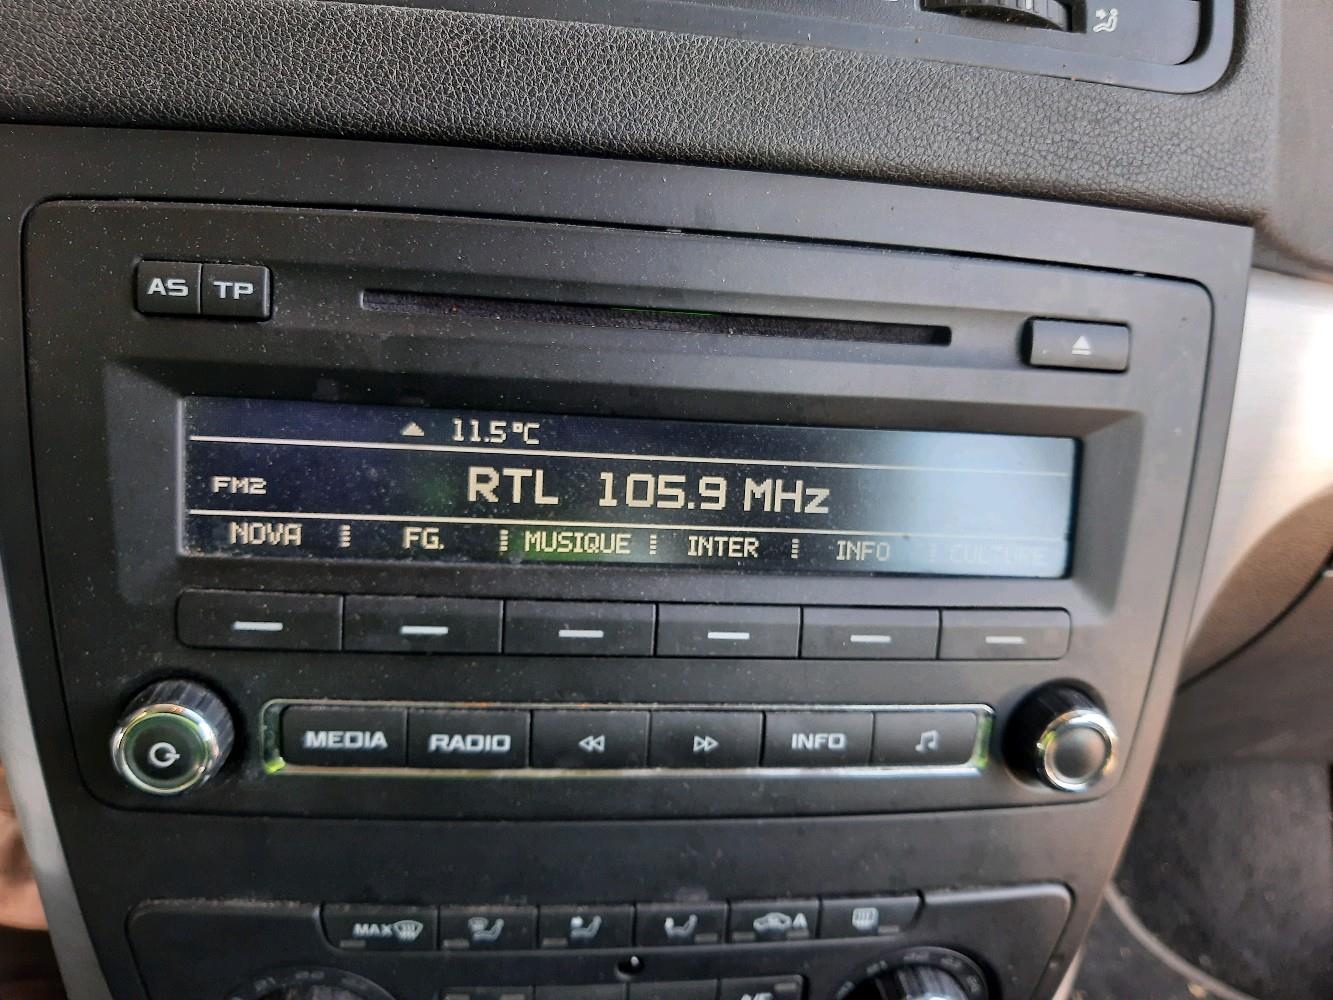 AS TP
11.5°C
FM2 RTL 105.9 MHz
NOVA FG. MUSIQUE INTER INFO CULTURE
MEDIA RADIO INFO
MAX A